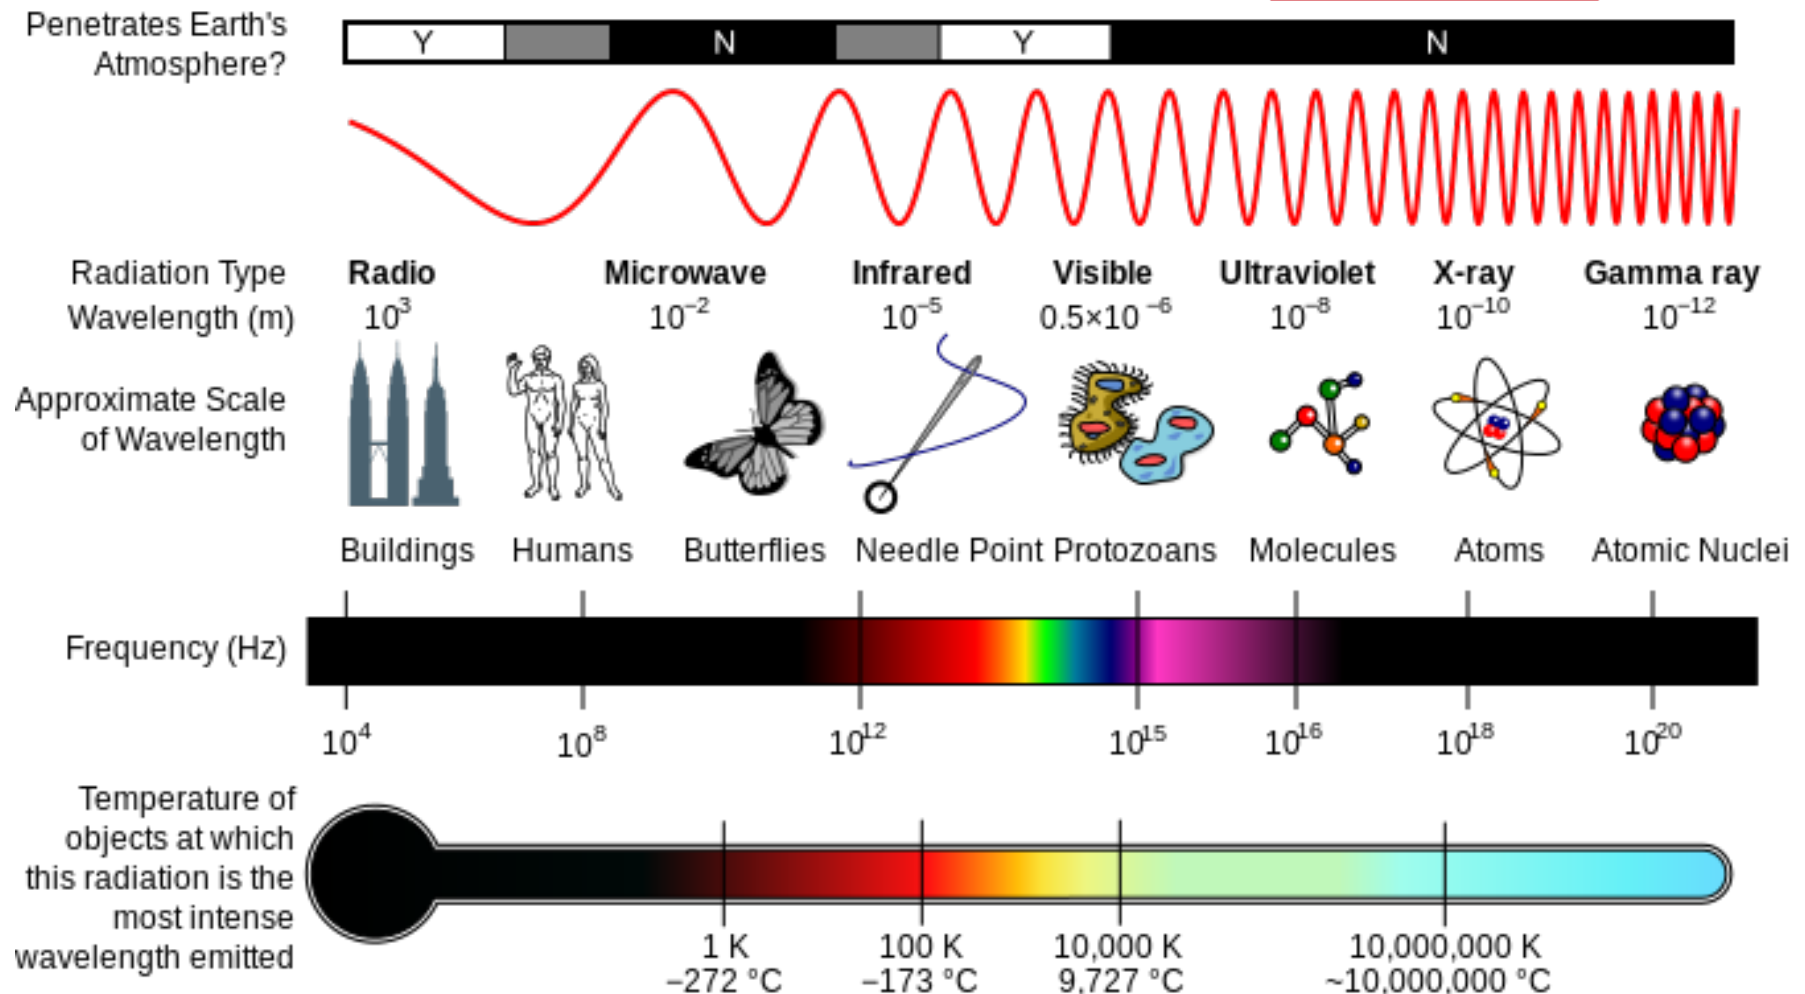 Penetrates Earth's
Atmosphere?
Y N Y N
Radiation Type
Radio Microwave Infrared Visible Ultraviolet X-ray Gamma ray
Wavelength (m)
10³ 10⁻² 10⁻⁵ 0.5×10⁻⁶ 10⁻⁸ 10⁻¹⁰ 10⁻¹²
Approximate Scale
of Wavelength
Buildings Humans Butterflies Needle Point Protozoans Molecules Atoms Atomic Nuclei
Frequency (Hz)
10⁴ 10⁸ 10¹² 10¹⁵ 10¹⁶ 10¹⁸ 10²⁰
Temperature of
objects at which
this radiation is the
most intense
wavelength emitted
1 K 100 K 10,000 K 10,000,000 K
−272 °C −173 °C 9,727 °C ~10,000,000 °C